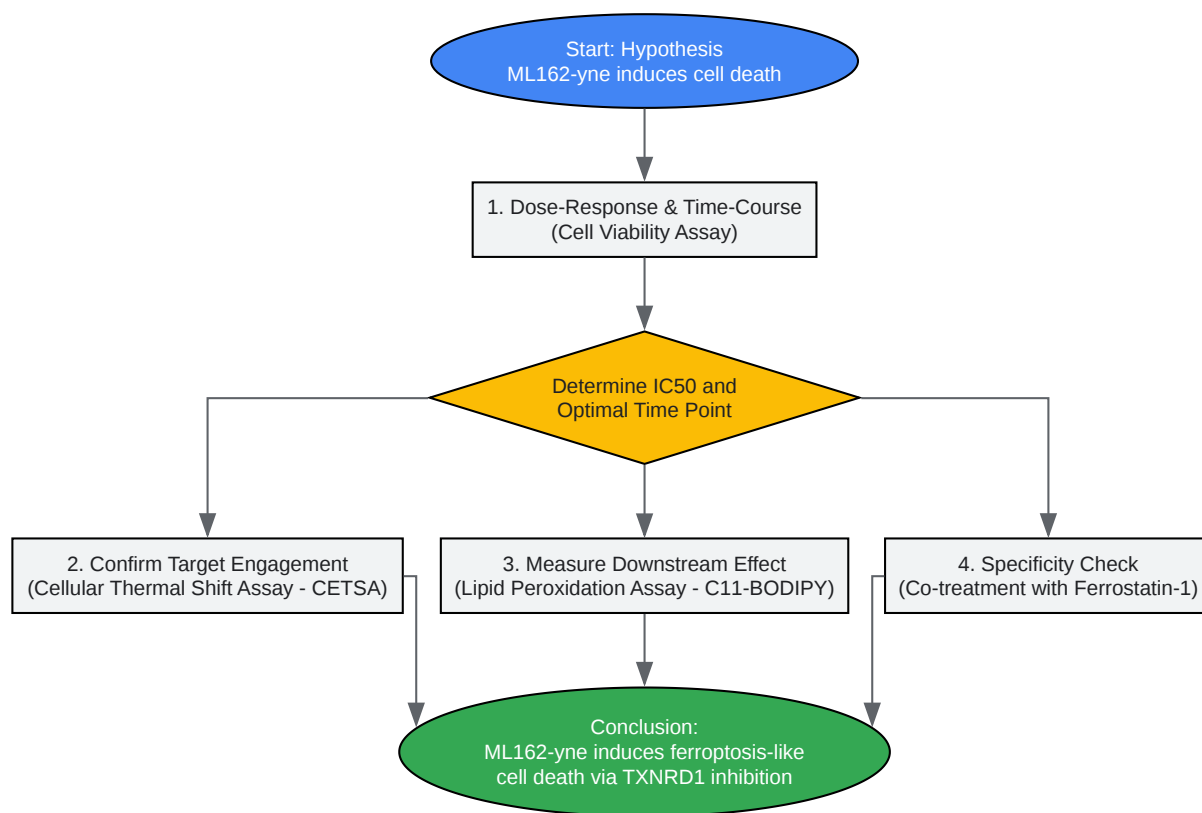 Start: Hypothesis
ML162-yne induces cell death
1. Dose-Response & Time-Course
(Cell Viability Assay)
Determine IC50 and
Optimal Time Point
2. Confirm Target Engagement
(Cellular Thermal Shift Assay - CETSA)
3. Measure Downstream Effect
(Lipid Peroxidation Assay - C11-BODIPY)
4. Specificity Check
(Co-treatment with Ferrostatin-1)
Conclusion:
ML162-yne induces ferroptosis-like
cell death via TXNRD1 inhibition